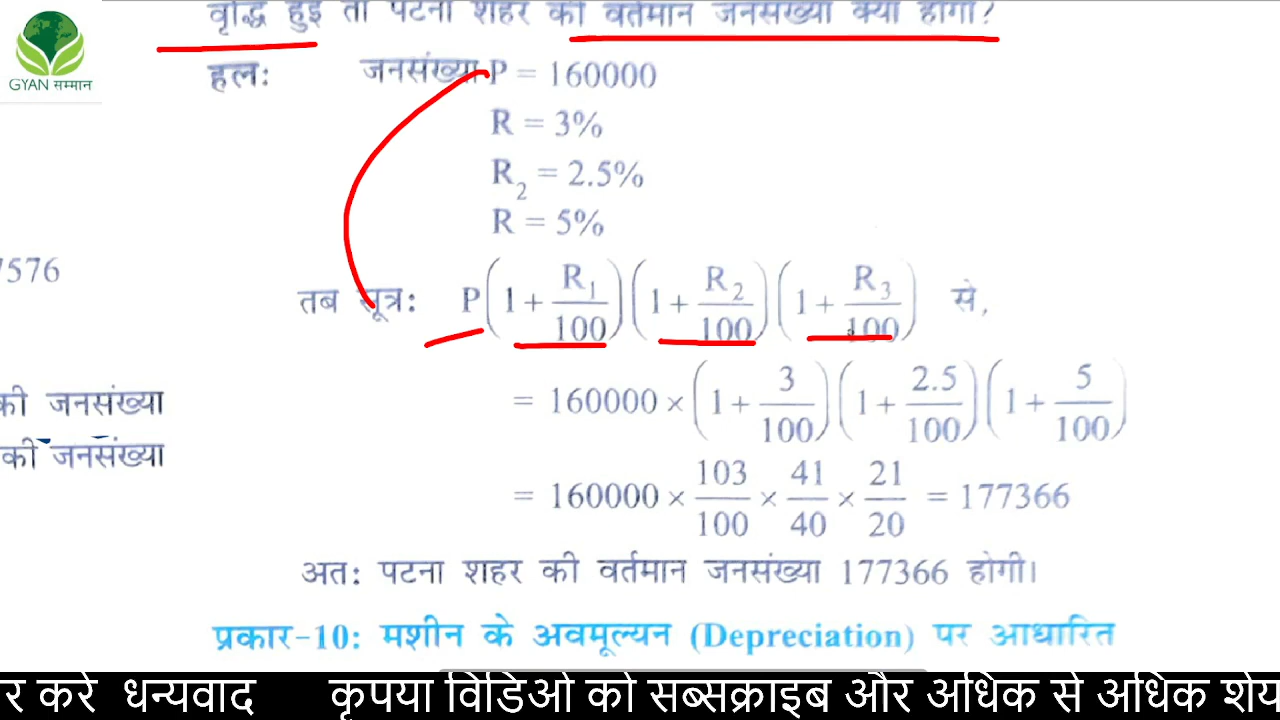 वृद्धि हुई तो पटना शहर की वर्तमान जनसंख्या क्या होगी?
GYAN सम्मान
हल: जनसंख्या P = 160000
R = 3%
R₂ = 2.5%
R = 5%
7576
तब सूत्र: P(1 + R₁/100)(1 + R₂/100)(1 + R₃/100) से,
= 160000 × (1 + 3/100)(1 + 2.5/100)(1 + 5/100)
की जनसंख्या
की जनसंख्या
= 160000 × 103/100 × 41/40 × 21/20 = 177366
अत: पटना शहर की वर्तमान जनसंख्या 177366 होगी।
प्रकार-10: मशीन के अवमूल्यन (Depreciation) पर आधारित
र करें धन्यवाद कृपया विडिओ को सब्सक्राइब और अधिक से अधिक शेय